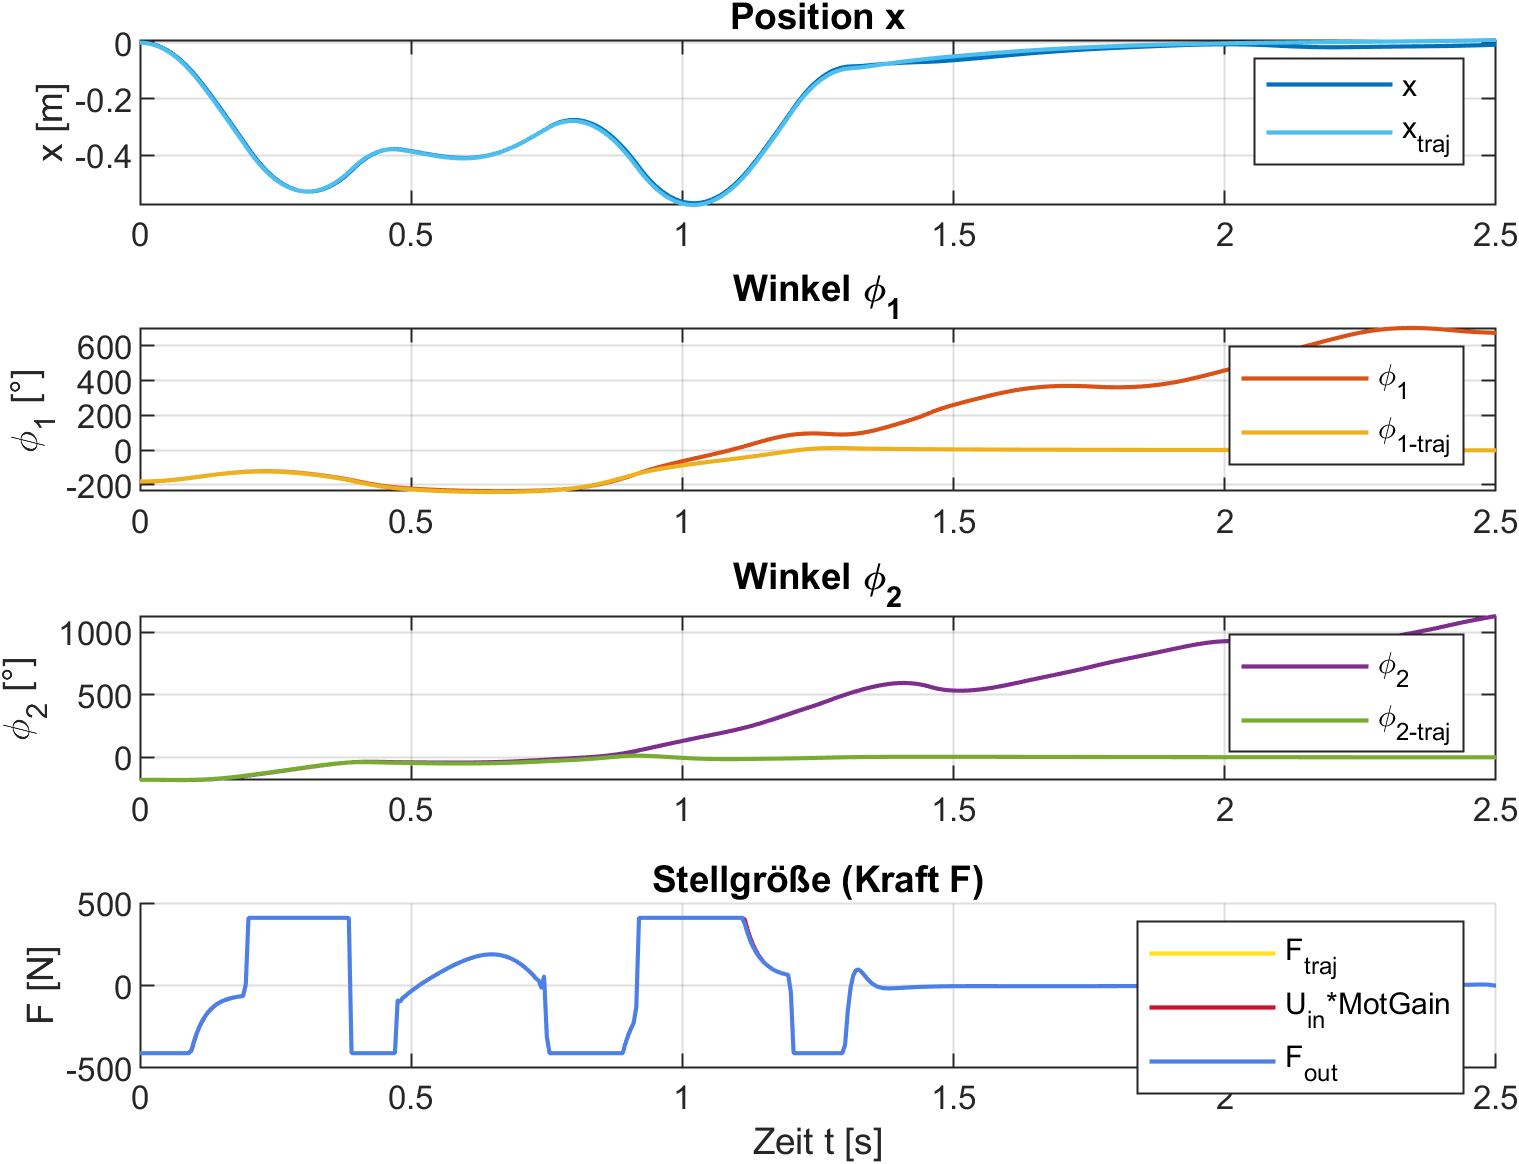 Position x
x [m]
0
-0.2
-0.4
x
x_traj
0 0.5 1 1.5 2 2.5
Winkel ϕ_1
ϕ_1 [°]
600
400
200
0
-200
ϕ_1
ϕ_1-traj
0 0.5 1 1.5 2 2.5
Winkel ϕ_2
ϕ_2 [°]
1000
500
0
ϕ_2
ϕ_2-traj
0 0.5 1 1.5 2 2.5
Stellgröße (Kraft F)
F [N]
500
0
-500
F_traj
U_in*MotGain
F_out
0 0.5 1 1.5 2 2.5
Zeit t [s]